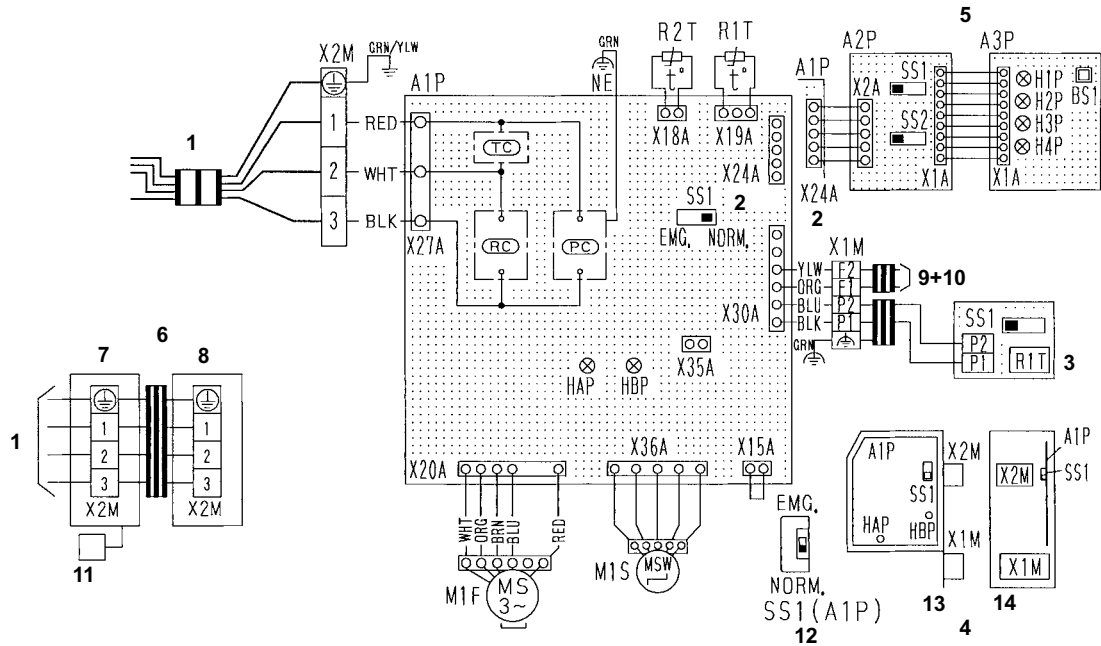 5
X2M GRN/YLW
R2T R1T
GRN
NE
t° t°
A1P
A2P A3P
SS1
X2A
SS2
X1A X1A
H1P
H2P
H3P
H4P
BS1
A1P
X24A
2
1
1
2
3
RED
WHT
BLK
X27A
A1P
TC
RC PC
X18A X19A
X24A
2
SS1
EMG. NORM.
X30A
X1M
YLW F2
ORG F1
BLU P2
BLK P1
GRN
9+10
SS1
P2
P1
R1T
3
HAP HBP
X35A
6
7 8
1
1 1
2 2
3 3
X2M X2M
11
X20A X36A X15A
WHT
ORG
BRN
BLU
RED
M1F
MS
3~
M1S
MSW
EMG.
NORM.
SS1(A1P)
12
A1P
X2M
SS1
HAP HBP
X1M
13
A1P
X2M SS1
X1M
14
4